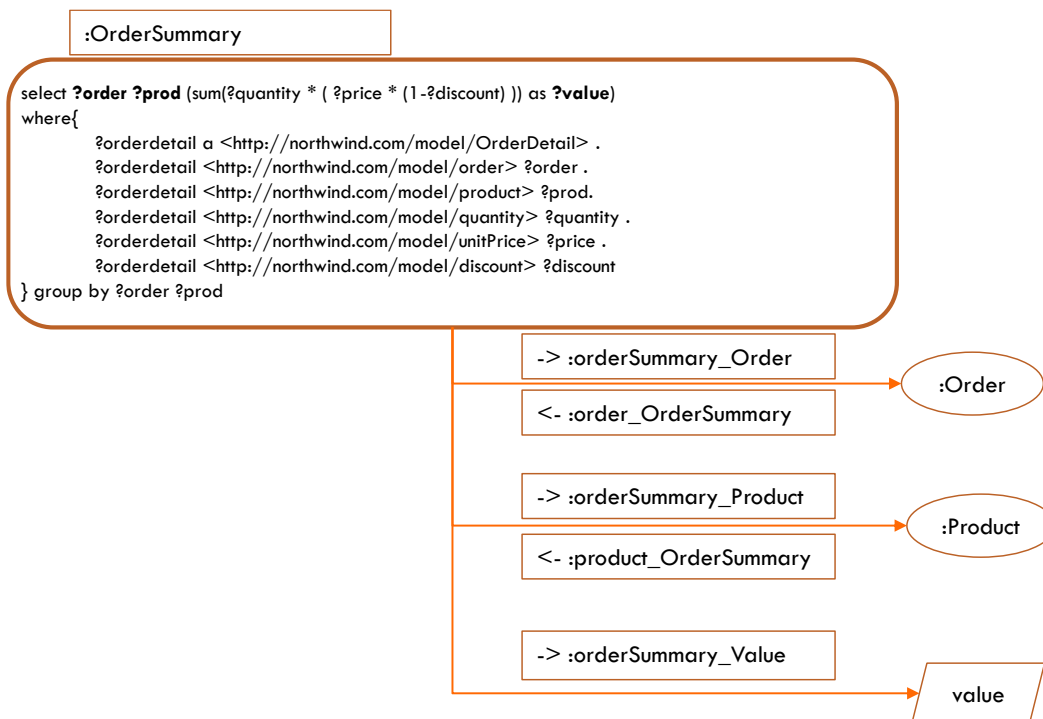 :OrderSummary
select ?order ?prod (sum(?quantity * ( ?price * (1-?discount) )) as ?value)
where{
?orderdetail a <http://northwind.com/model/OrderDetail> .
?orderdetail <http://northwind.com/model/order> ?order .
?orderdetail <http://northwind.com/model/product> ?prod.
?orderdetail <http://northwind.com/model/quantity> ?quantity .
?orderdetail <http://northwind.com/model/unitPrice> ?price .
?orderdetail <http://northwind.com/model/discount> ?discount
} group by ?order ?prod
-> :orderSummary_Order
:Order
<- :order_OrderSummary
-> :orderSummary_Product
:Product
<- :product_OrderSummary
-> :orderSummary_Value
value